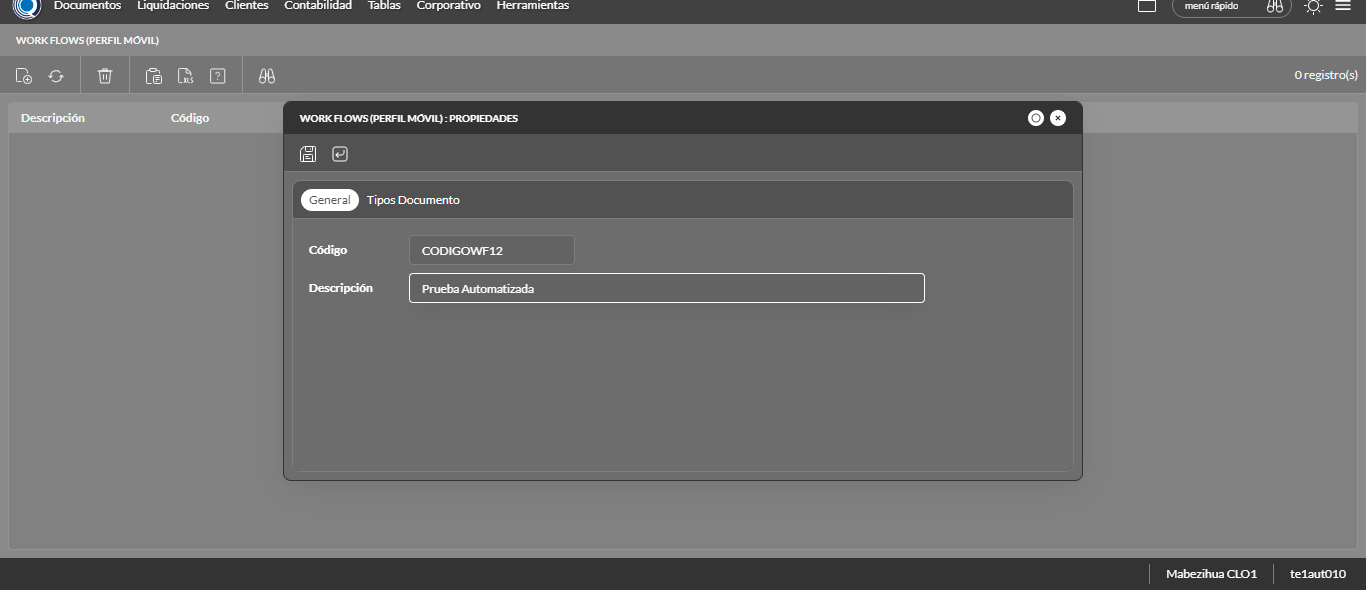 Documentos Liquidaciones Clientes Contabilidad Tablas Corporativo Herramientas menú rápido
WORK FLOWS (PERFIL MÓVIL)
XLS ? 0 registro(s)
Descripción Código
WORK FLOWS (PERFIL MÓVIL) : PROPIEDADES
General Tipos Documento
Código CODIGOWF12
Descripción Prueba Automatizada
Mabezihua CLO1 te1aut010